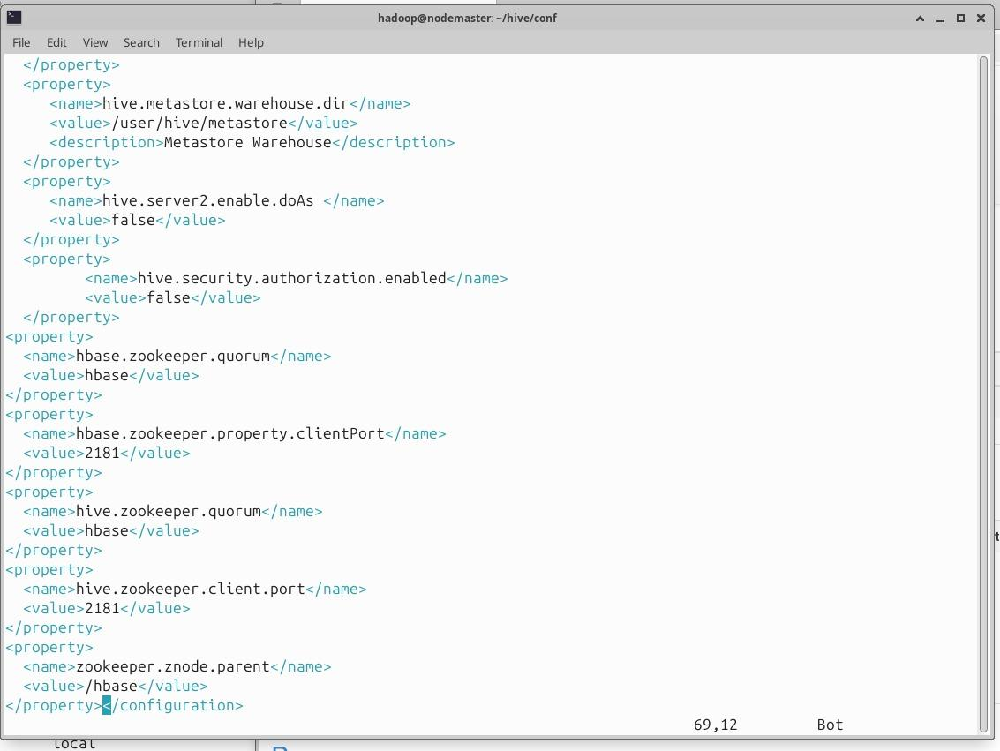 hadoop@nodemaster: ~/hive/conf
File Edit View Search Terminal Help
  </property>
  <property>
     <name>hive.metastore.warehouse.dir</name>
     <value>/user/hive/metastore</value>
     <description>Metastore Warehouse</description>
  </property>
  <property>
     <name>hive.server2.enable.doAs </name>
     <value>false</value>
  </property>
  <property>
         <name>hive.security.authorization.enabled</name>
         <value>false</value>
  </property>
<property>
  <name>hbase.zookeeper.quorum</name>
  <value>hbase</value>
</property>
<property>
  <name>hbase.zookeeper.property.clientPort</name>
  <value>2181</value>
</property>
<property>
  <name>hive.zookeeper.quorum</name>
  <value>hbase</value>
</property>
<property>
  <name>hive.zookeeper.client.port</name>
  <value>2181</value>
</property>
<property>
  <name>zookeeper.znode.parent</name>
  <value>/hbase</value>
</property></configuration>
69,12 Bot
local